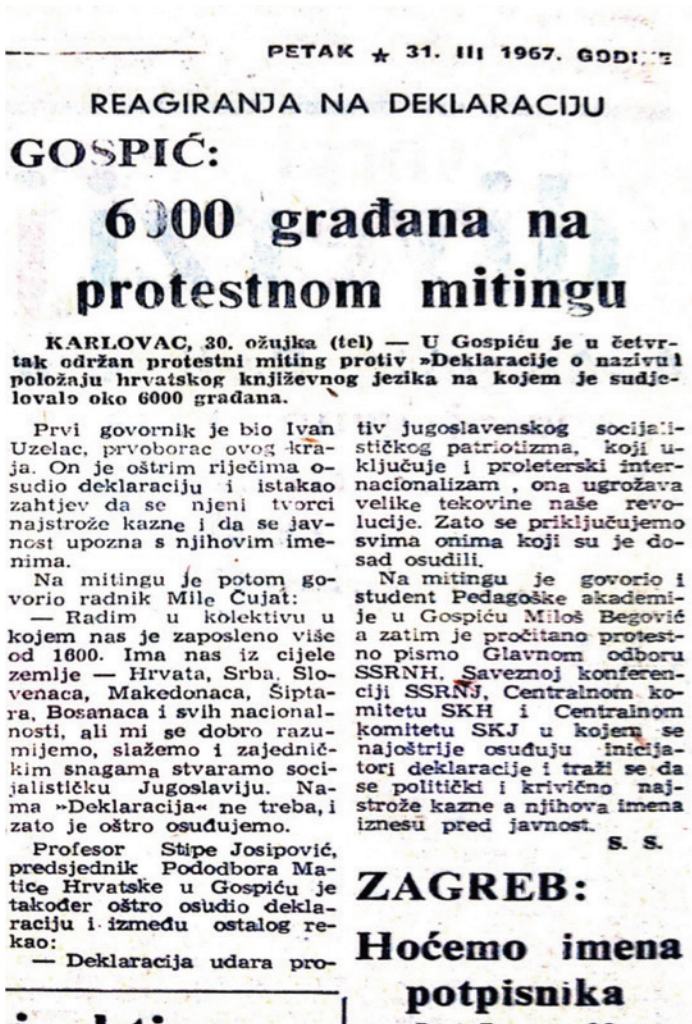 PETAK ★ 31. III 1967. GODINE
REAGIRANJA NA DEKLARACIJU
GOSPIĆ:
6000 građana na
protestnom mitingu
KARLOVAC, 30. ožujka (tel) — U Gospiću je u četvr-
tak održan protestni miting protiv »Deklaracije o nazivu i
položaju hrvatskog književnog jezika na kojem je sudje-
lovalo oko 6000 građana.
Prvi govornik je bio Ivan
Uzelac, prvoborac ovog kra-
ja. On je oštrim riječima o-
sudio deklaraciju i istakao
zahtjev da se njeni tvorci
najstrože kazne i da se jav-
nost upozna s njihovim ime-
nima.
Na mitingu je potom go-
vorio radnik Mile Čujat:
— Radim u kolektivu u
kojem nas je zaposleno više
od 1600. Ima nas iz cijele
zemlje — Hrvata, Srba, Slo-
venaca, Makedonaca, Šipta-
ra, Bosanaca i svih nacional-
nosti, ali mi se dobro razu-
mijemo, slažemo i zajednič-
kim snagama stvaramo soci-
jalističku Jugoslaviju. Na-
ma »Deklaracija« ne treba, i
zato je oštro osuđujemo.
Profesor Stipe Josipović,
predsjednik Pododbora Ma-
tice Hrvatske u Gospiću je
također oštro osudio dekla-
raciju i između ostalog re-
kao:
— Deklaracija udara pro-
tiv jugoslavenskog socijali-
stičkog patriotizma, koji u-
ključuje i proleterski inter-
nacionalizam , ona ugrožava
velike tekovine naše revo-
lucije. Zato se priključujemo
svima onima koji su je do-
sad osudili.
Na mitingu je govorio i
student Pedagoške akademi-
je u Gospiću Miloš Begović
a zatim je pročitano protest-
no pismo Glavnom odboru
SSRNH, Saveznoj konferen-
ciji SSRNJ, Centralnom ko-
mitetu SKH i Centralnom
komitetu SKJ u kojem se
najoštrije osuđuju inicija-
tori deklaracije i traži se da
se politički i krivično naj-
strože kazne a njihova imena
iznesu pred javnost.
S. S.
ZAGREB:
Hoćemo imena
potpisnika